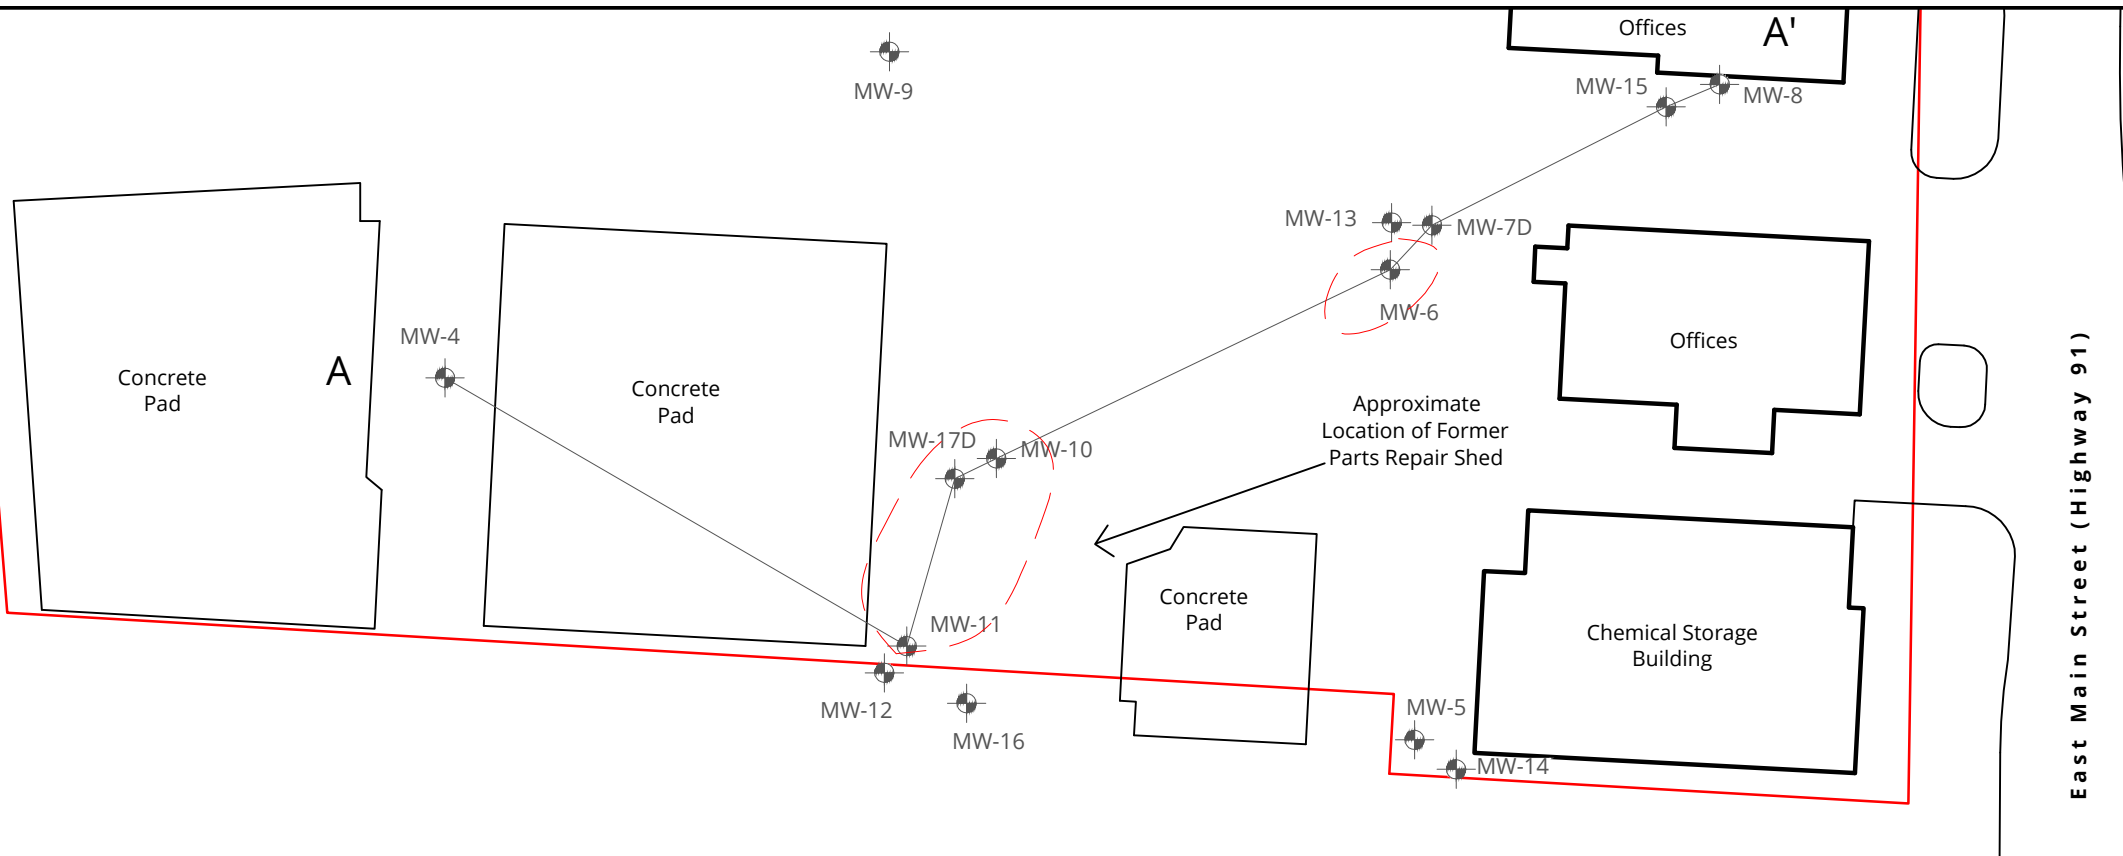 Offices
A'
MW-9
MW-15
MW-8
MW-13
MW-7D
MW-6
MW-4
A
Concrete
Pad
Concrete
Pad
Offices
Approximate
Location of Former
Parts Repair Shed
MW-17D
MW-10
East Main Street (Highway 91)
Concrete
Pad
MW-11
Chemical Storage
Building
MW-12
MW-16
MW-5
MW-14